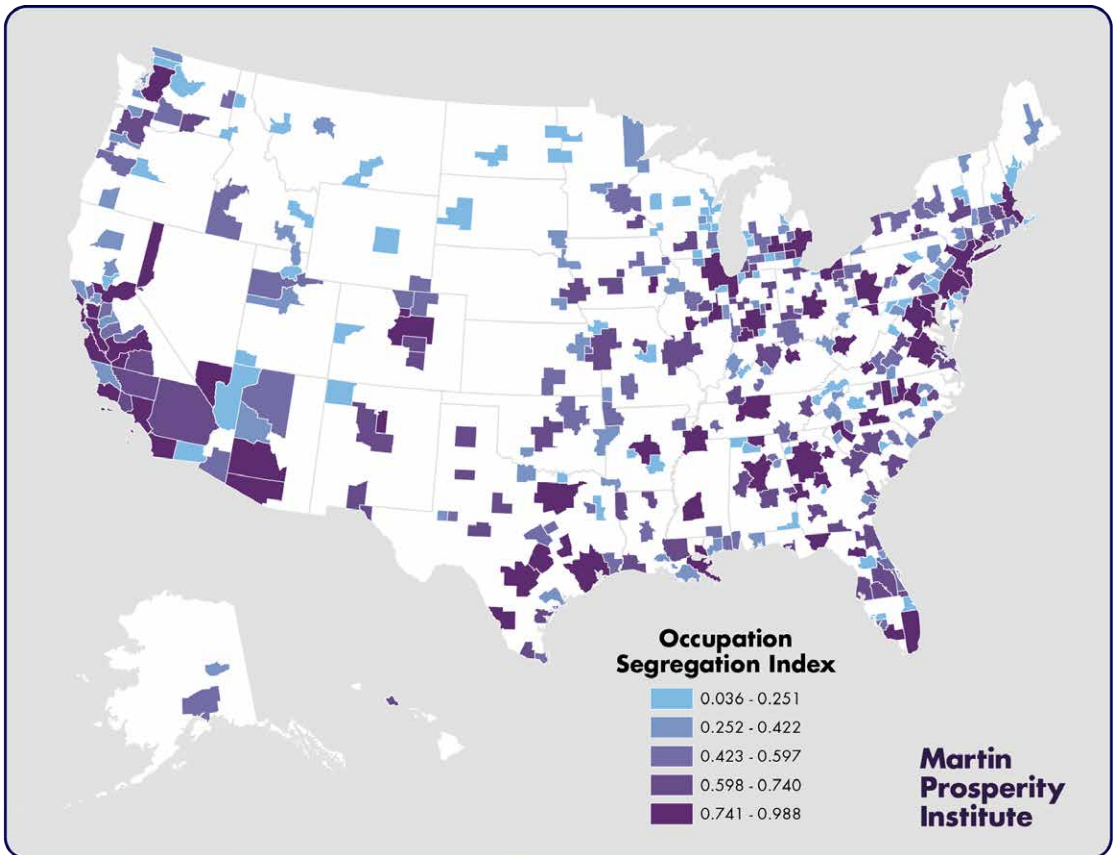 Occupation
Segregation Index
0.036 - 0.251
0.252 - 0.422
0.423 - 0.597
0.598 - 0.740
0.741 - 0.988
Martin
Prosperity
Institute